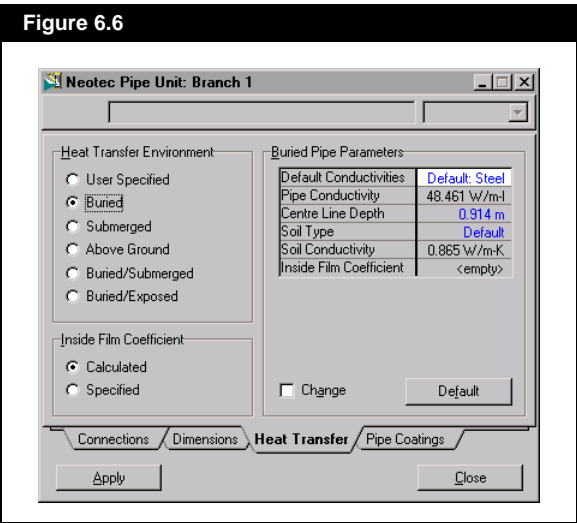 Figure 6.6
Neotec Pipe Unit: Branch 1
Heat Transfer Environment
User Specified
Buried
Submerged
Above Ground
Buried/Submerged
Buried/Exposed
Inside Film Coefficient
Calculated
Specified
Buried Pipe Parameters
Default Conductivities Default: Steel
Pipe Conductivity 48.461 W/m-I
Centre Line Depth 0.914 m
Soil Type Default
Soil Conductivity 0.865 W/m-K
Inside Film Coefficient <empty>
Change Default
Connections Dimensions Heat Transfer Pipe Coatings
Apply Close